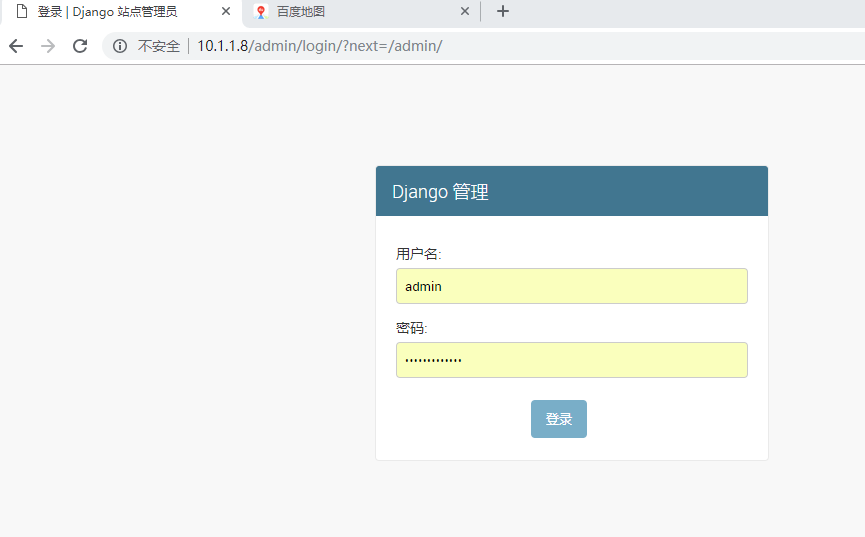 登录 | Django 站点管理员
百度地图
不安全 | 10.1.1.8/admin/login/?next=/admin/
Django 管理
用户名:
admin
密码:
•••••••••••••
登录